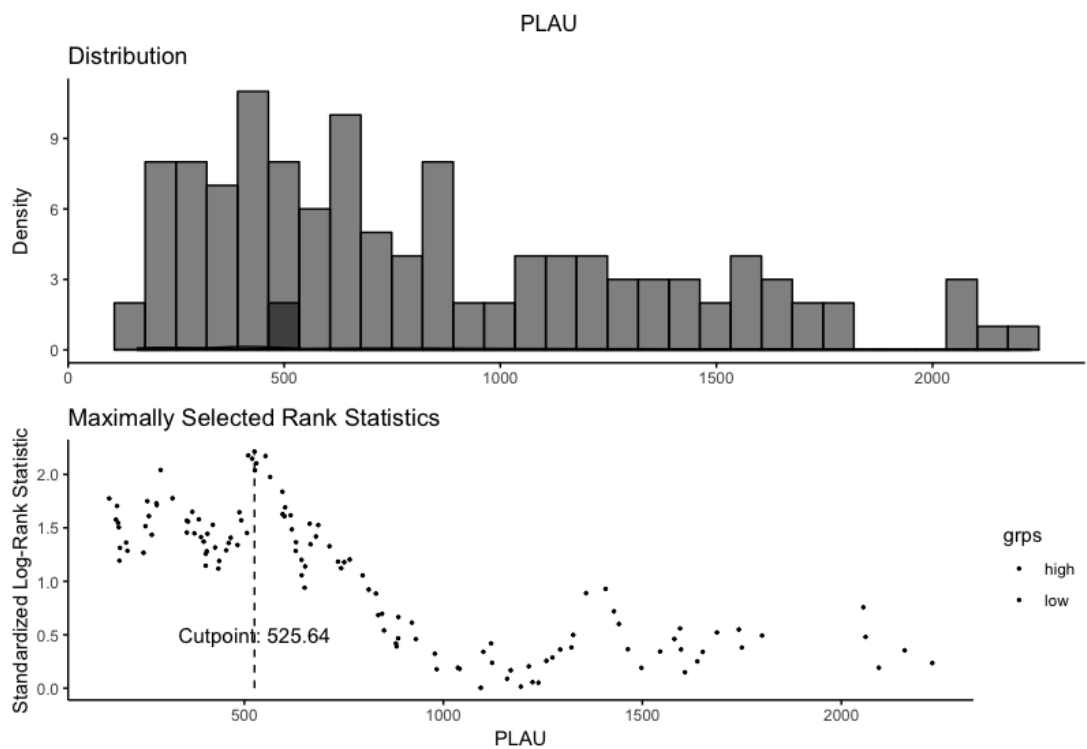 PLAU
Distribution
Density
9
6
3
0
0 500 1000 1500 2000
Maximally Selected Rank Statistics
Standardized Log-Rank Statistic
2.0
1.5
1.0
0.5
0.0
Cutpoint: 525.64
500 1000 1500 2000
PLAU
grps
high
low